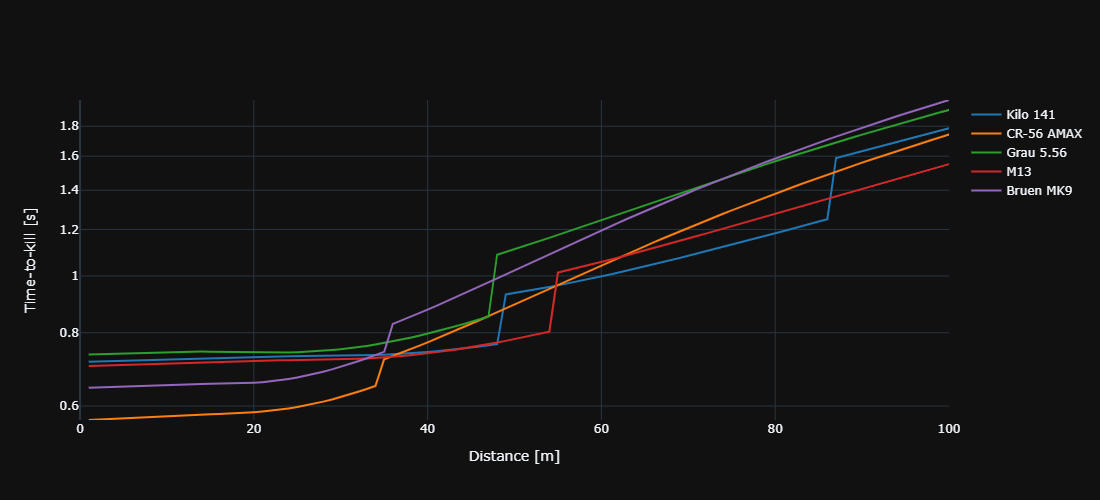 1.8
1.6
1.4
1.2
1
0.8
0.6
0
20
40
60
80
100
Time-to-kill [s]
Distance [m]
Kilo 141
CR-56 AMAX
Grau 5.56
M13
Bruen MK9